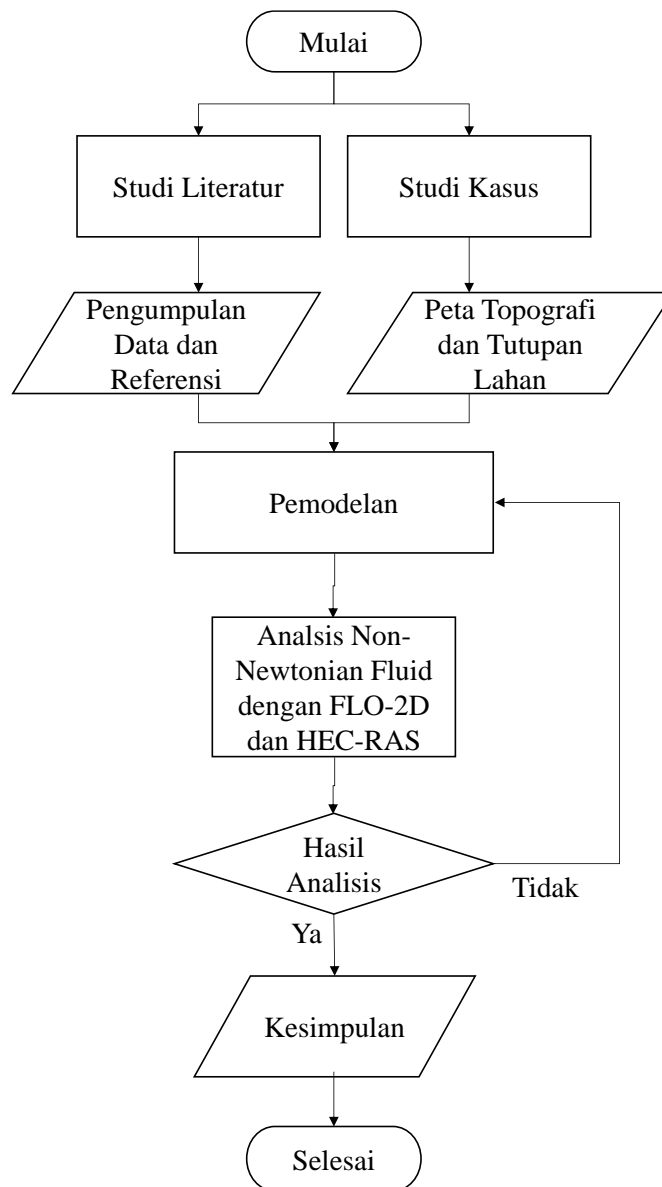 Mulai
Studi Literatur
Studi Kasus
Pengumpulan
Data dan
Referensi
Peta Topografi
dan Tutupan
Lahan
Pemodelan
Analsis Non-
Newtonian Fluid
dengan FLO-2D
dan HEC-RAS
Hasil
Analisis
Tidak
Ya
Kesimpulan
Selesai